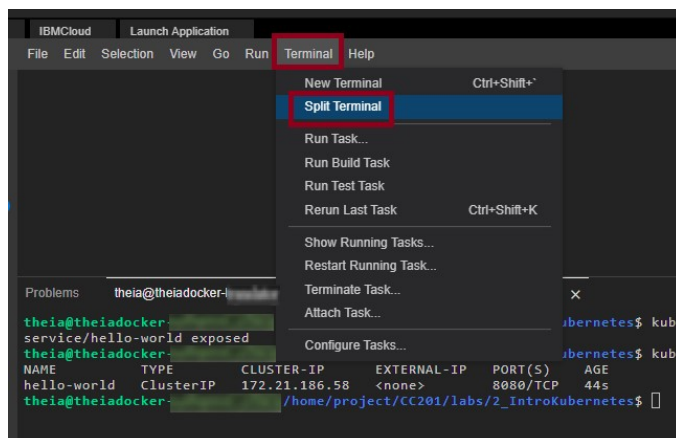 IBMCloud Launch Application
File Edit Selection View Go Run Terminal Help
New Terminal Ctrl+Shift+`
Split Terminal
Run Task...
Run Build Task
Run Test Task
Rerun Last Task Ctrl+Shift+K
Show Running Tasks...
Restart Running Task...
Terminate Task...
Attach Task...
Configure Tasks...
Problems theia@theiadocker- ×
theia@theiadocker- ubernetes$ kub
service/hello-world exposed
theia@theiadocker- ubernetes$ kub
NAME TYPE CLUSTER-IP EXTERNAL-IP PORT(S) AGE
hello-world ClusterIP 172.21.186.58 <none> 8080/TCP 44s
theia@theiadocker- /home/project/CC201/labs/2_IntroKubernetes$